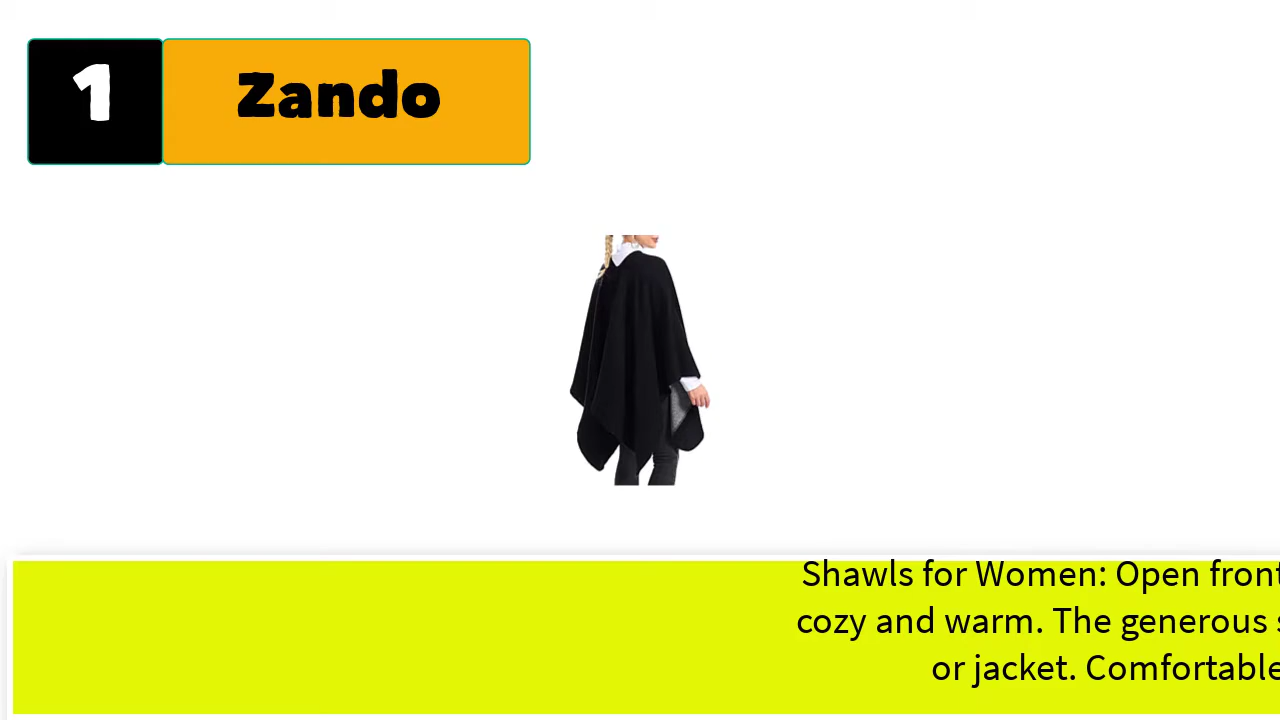 1
Zando
Shawls for Women: Open front
cozy and warm. The generous
or jacket. Comfortable